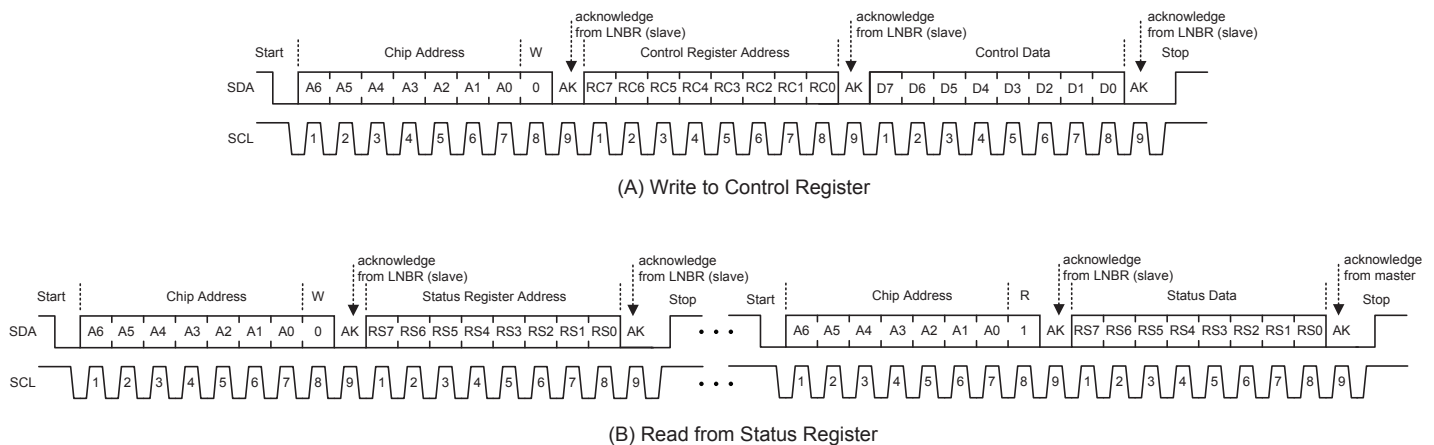 acknowledge
from LNBR (slave)
acknowledge
from LNBR (slave)
acknowledge
from LNBR (slave)
Start Chip Address W Control Register Address Control Data Stop
SDA A6 A5 A4 A3 A2 A1 A0 0 AK RC7 RC6 RC5 RC4 RC3 RC2 RC1 RC0 AK D7 D6 D5 D4 D3 D2 D1 D0 AK
SCL 1 2 3 4 5 6 7 8 9 1 2 3 4 5 6 7 8 9 1 2 3 4 5 6 7 8 9
(A) Write to Control Register
acknowledge
from LNBR (slave)
acknowledge
from LNBR (slave)
acknowledge
from LNBR (slave)
acknowledge
from master
Start Chip Address W Status Register Address Stop Start Chip Address R Status Data Stop
SDA A6 A5 A4 A3 A2 A1 A0 0 AK RS7 RS6 RS5 RS4 RS3 RS2 RS1 RS0 AK • • • A6 A5 A4 A3 A2 A1 A0 1 AK RS7 RS6 RS5 RS4 RS3 RS2 RS1 RS0 AK
SCL 1 2 3 4 5 6 7 8 9 1 2 3 4 5 6 7 8 9 • • • 1 2 3 4 5 6 7 8 9 1 2 3 4 5 6 7 8 9
(B) Read from Status Register